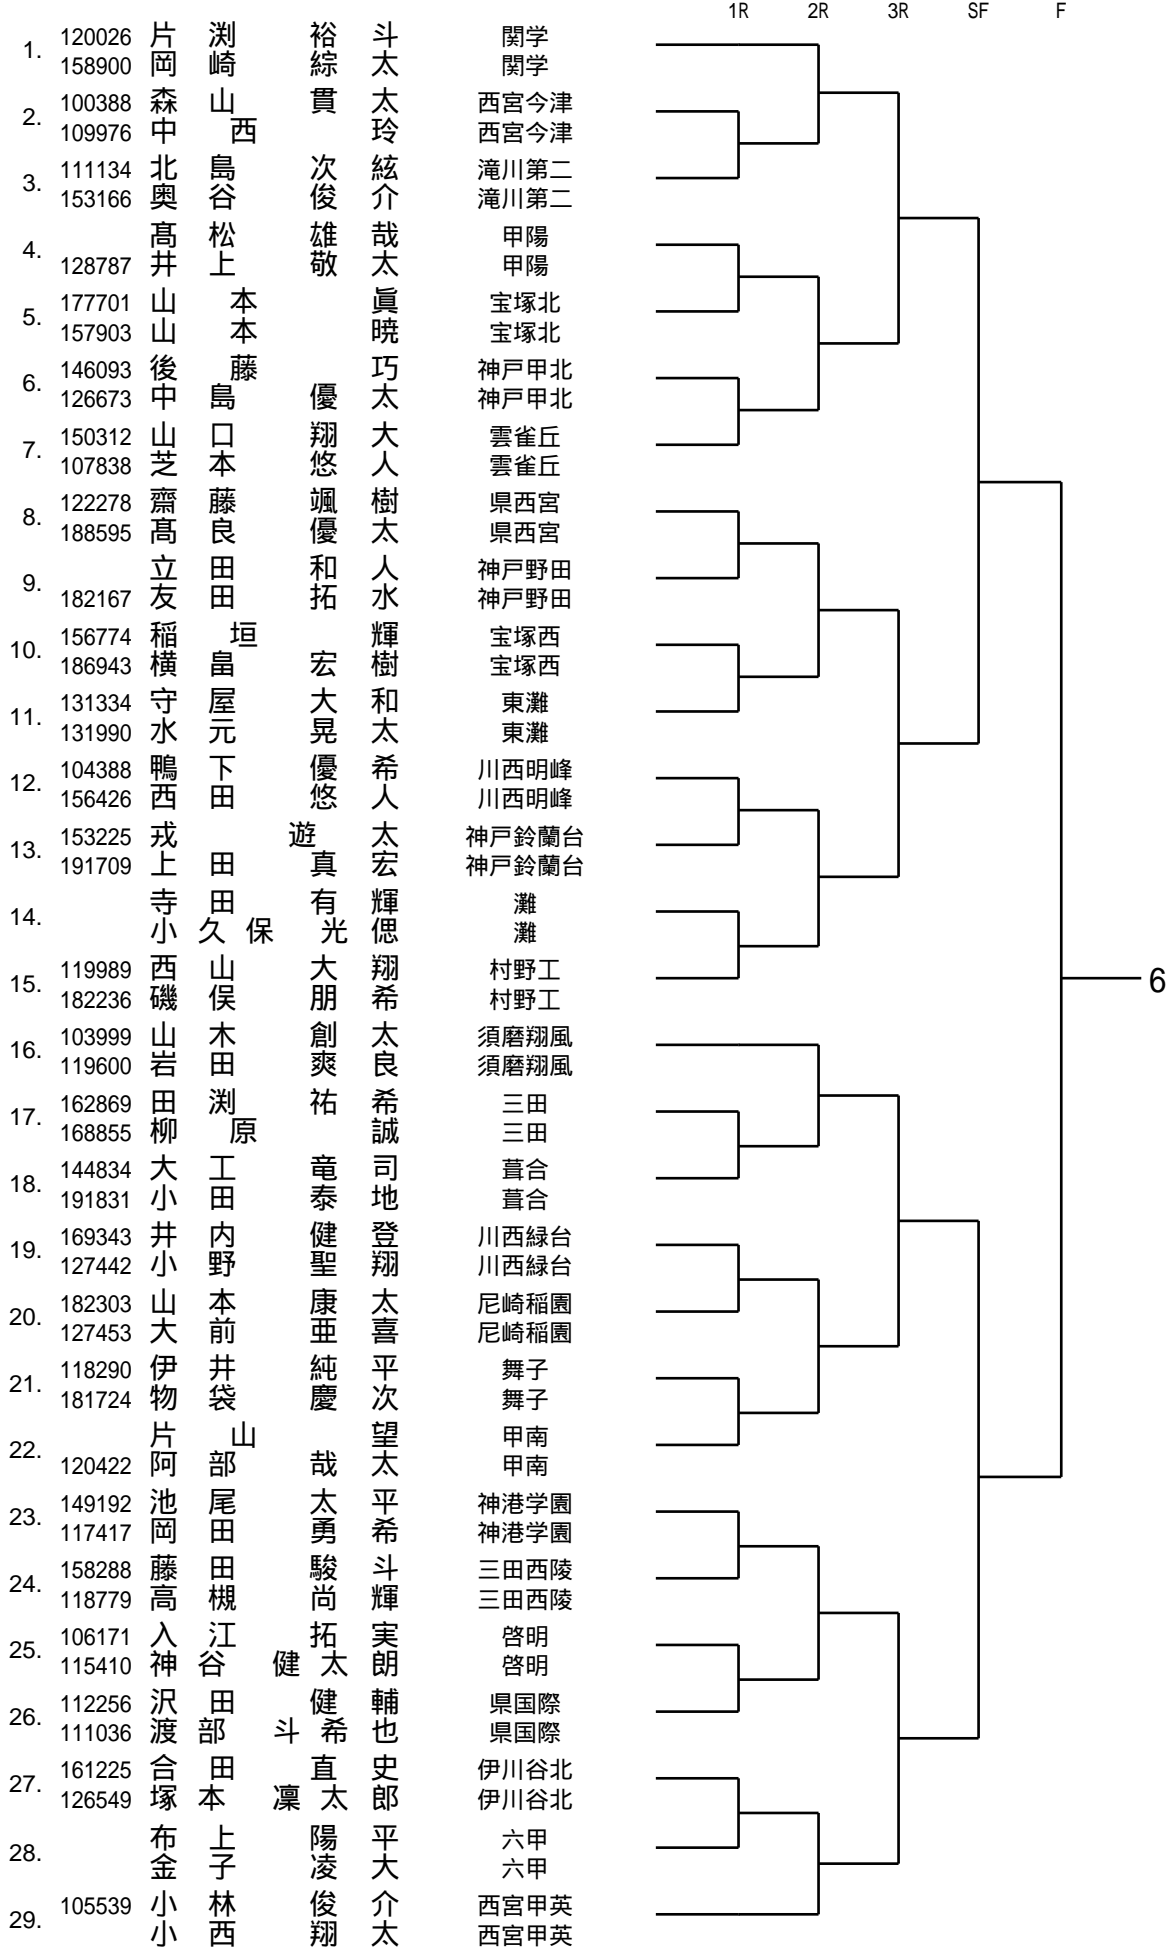 1R 2R 3R SF F
1. 120026 片渕 裕斗 関学
158900 岡崎 綜太 関学
2. 100388 森山 貫太 西宮今津
109976 中西 玲 西宮今津
3. 111134 北島 次絃 滝川第二
153166 奥谷 俊介 滝川第二
4. 髙松 雄哉 甲陽
128787 井上 敬太 甲陽
5. 177701 山本 眞 宝塚北
157903 山本 暁 宝塚北
6. 146093 後藤 巧 神戸甲北
126673 中島 優太 神戸甲北
7. 150312 山口 翔大 雲雀丘
107838 芝本 悠人 雲雀丘
8. 122278 齋藤 颯樹 県西宮
188595 髙良 優太 県西宮
9. 立田 和人 神戸野田
182167 友田 拓水 神戸野田
10. 156774 稲垣 輝 宝塚西
186943 横畠 宏樹 宝塚西
11. 131334 守屋 大和 東灘
131990 水元 晃太 東灘
12. 104388 鴨下 優希 川西明峰
156426 西田 悠人 川西明峰
13. 153225 戎 遊太 神戸鈴蘭台
191709 上田 真宏 神戸鈴蘭台
14. 寺田 有輝 灘
小久保 光偲 灘
15. 119989 西山 大翔 村野工
182236 磯俣 朋希 村野工
6
16. 103999 山木 創太 須磨翔風
119600 岩田 爽良 須磨翔風
17. 162869 田渕 祐希 三田
168855 柳原 誠 三田
18. 144834 大工 竜司 葺合
191831 小田 泰地 葺合
19. 169343 井内 健登 川西緑台
127442 小野 聖翔 川西緑台
20. 182303 山本 康太 尼崎稲園
127453 大前 亜喜 尼崎稲園
21. 118290 伊井 純平 舞子
181724 物袋 慶次 舞子
22. 片山 望 甲南
120422 阿部 哉太 甲南
23. 149192 池尾 太平 神港学園
117417 岡田 勇希 神港学園
24. 158288 藤田 駿斗 三田西陵
118779 高槻 尚輝 三田西陵
25. 106171 入江 拓実 啓明
115410 神谷 健太朗 啓明
26. 112256 沢田 健輔 県国際
111036 渡部 斗希也 県国際
27. 161225 合田 直史 伊川谷北
126549 塚本 凜太郎 伊川谷北
28. 布上 陽平 六甲
金子 凌大 六甲
29. 105539 小林 俊介 西宮甲英
小西 翔太 西宮甲英